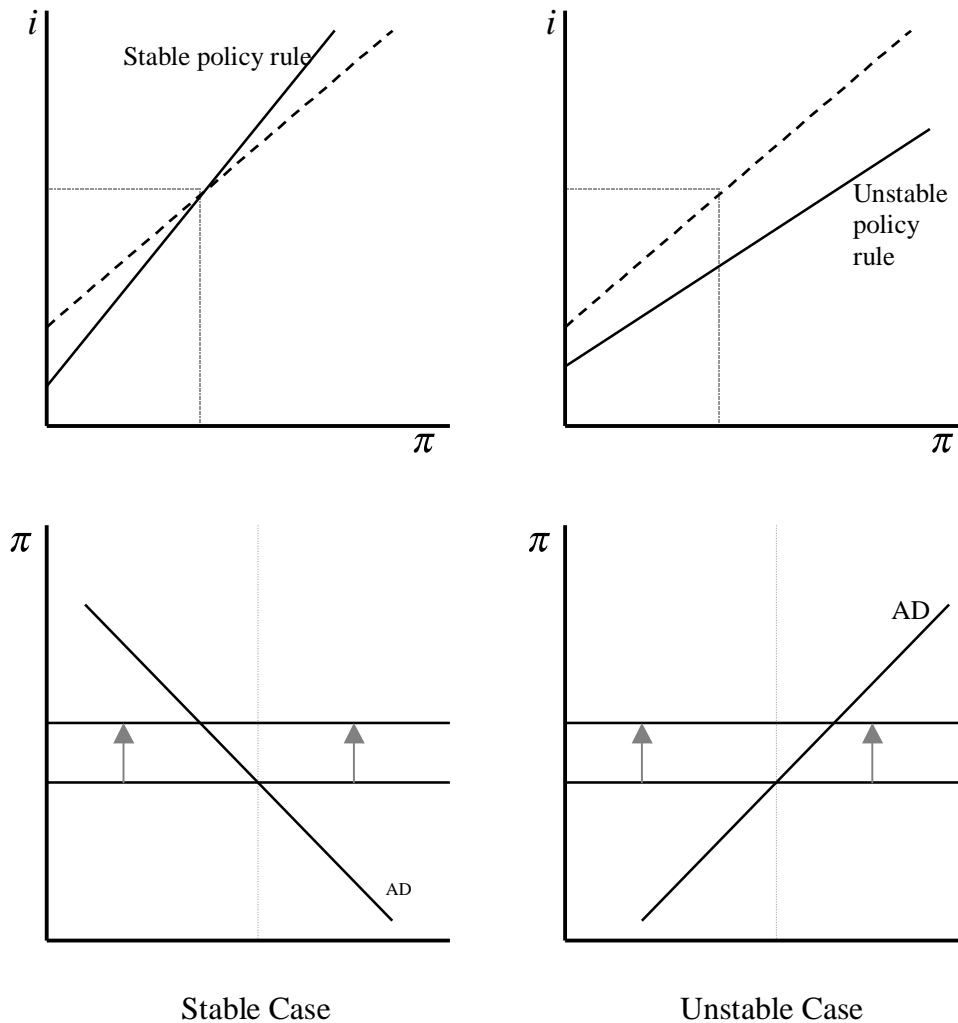 i
Stable policy rule
π
i
Unstable
policy
rule
π
π
AD
Stable Case
π
AD
Unstable Case